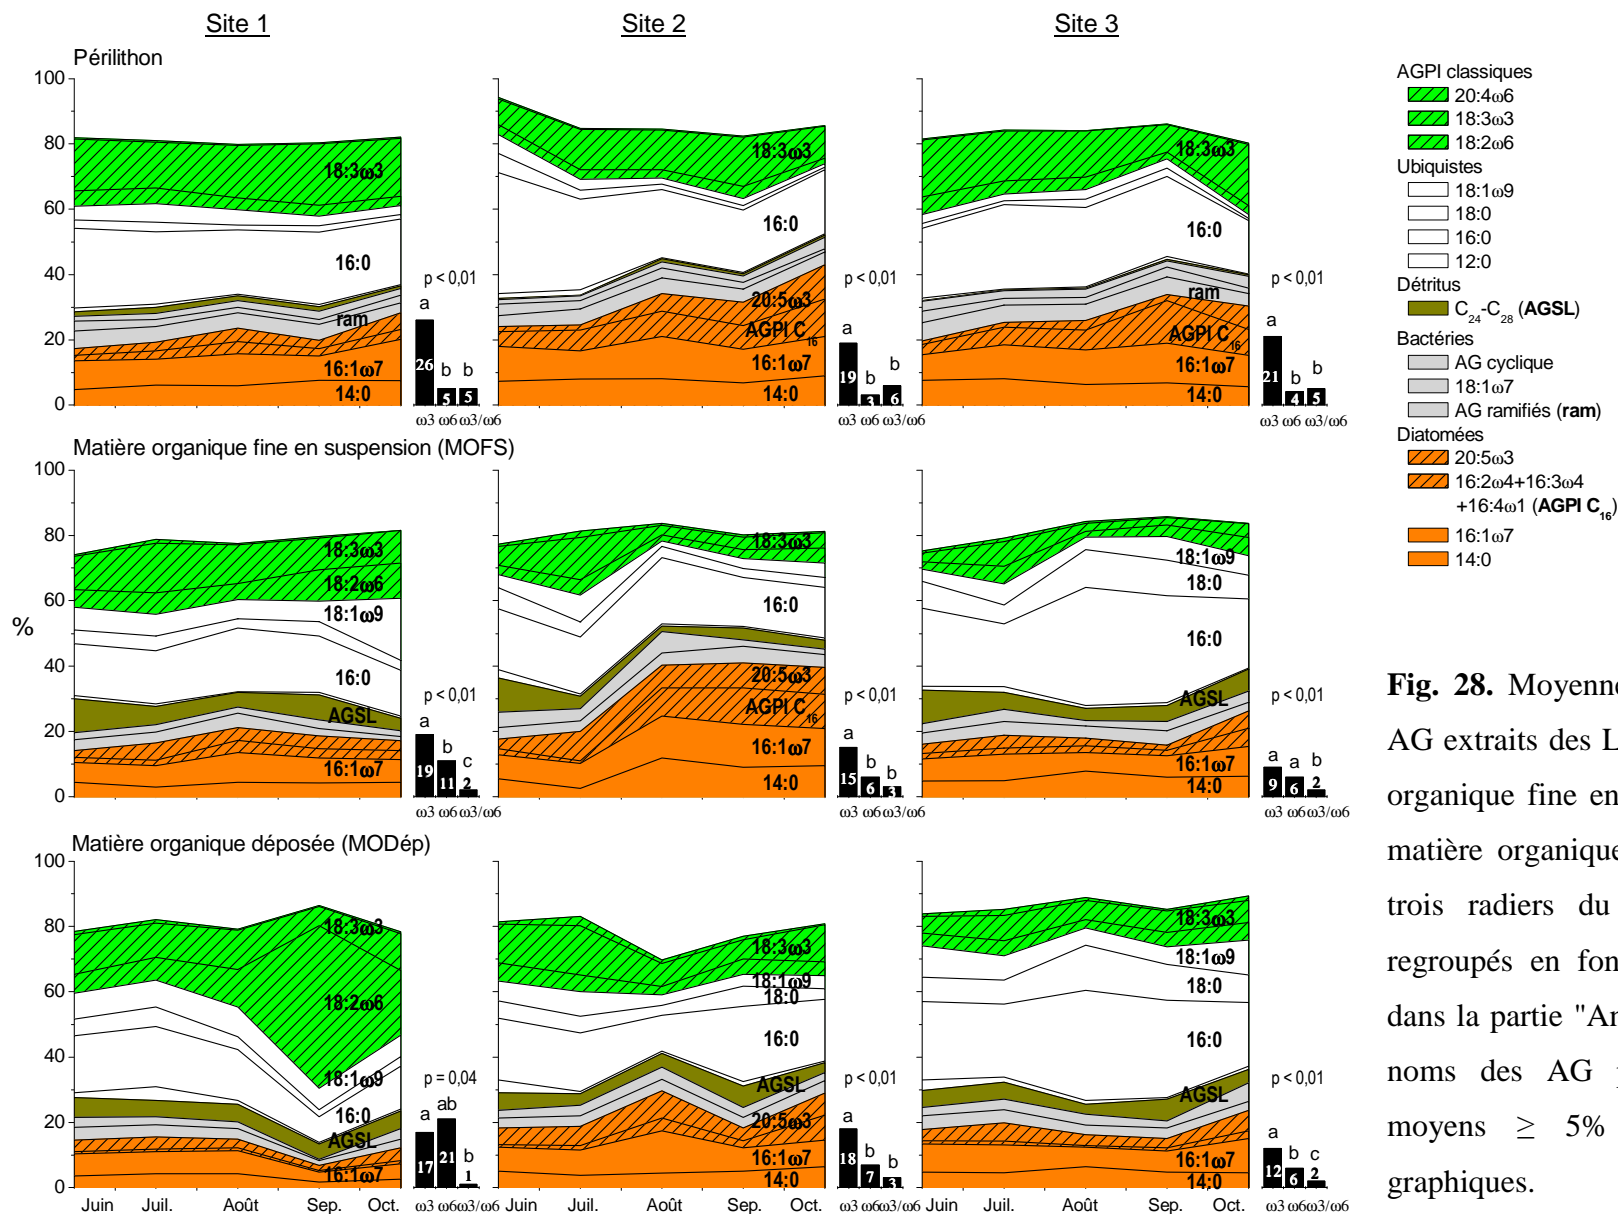 Site 1
Site 2
Site 3
Périlithon
100
80
60
40
20
0
18:3ω3
16:0
ram
16:1ω7
14:0
p < 0,01
a
b
b
26
5
5
ω3 ω6 ω3/ω6
18:3ω3
16:0
20:5ω3
AGPI C16
16:1ω7
14:0
p < 0,01
a
b
b
19
3
6
ω3 ω6 ω3/ω6
18:3ω3
16:0
ram
AGPI C16
16:1ω7
14:0
p < 0,01
a
b
b
21
4
5
ω3 ω6 ω3/ω6
Matière organique fine en suspension (MOFS)
100
80
60
%
40
20
0
18:3ω3
18:2ω6
18:1ω9
16:0
AGSL
16:1ω7
p < 0,01
a
b
c
19
11
2
ω3 ω6 ω3/ω6
18:3ω3
16:0
20:5ω3
AGPI C16
16:1ω7
14:0
p < 0,01
a
b
b
15
6
3
ω3 ω6 ω3/ω6
18:1ω9
18:0
16:0
AGSL
16:1ω7
14:0
p < 0,01
a
a
b
9
6
2
ω3 ω6 ω3/ω6
Matière organique déposée (MODép)
100
80
60
40
20
0
18:3ω3
18:2ω6
18:1ω9
16:0
AGSL
16:1ω7
p = 0,04
a
ab
b
17
21
1
ω3 ω6 ω3/ω6
Juin Juil. Août Sep. Oct.
18:3ω3
18:1ω9
18:0
16:0
AGSL
20:5ω3
16:1ω7
14:0
p < 0,01
a
b
b
18
7
3
ω3 ω6 ω3/ω6
Juin Juil. Août Sep. Oct.
18:3ω3
18:1ω9
18:0
16:0
AGSL
16:1ω7
14:0
p < 0,01
a
b
c
12
6
2
ω3 ω6 ω3/ω6
Juin Juil. Août Sep. Oct.
AGPI classiques
20:4ω6
18:3ω3
18:2ω6
Ubiquistes
18:1ω9
18:0
16:0
12:0
Détritus
C24-C28 (AGSL)
Bactéries
AG cyclique
18:1ω7
AG ramifiés (ram)
Diatomées
20:5ω3
16:2ω4+16:3ω4
+16:4ω1 (AGPI C16)
16:1ω7
14:0
Fig. 28. Moyenne
AG extraits des L
organique fine en
matière organique
trois radiers du
regroupés en fon
dans la partie "An
noms des AG
moyens ≥ 5%
graphiques.